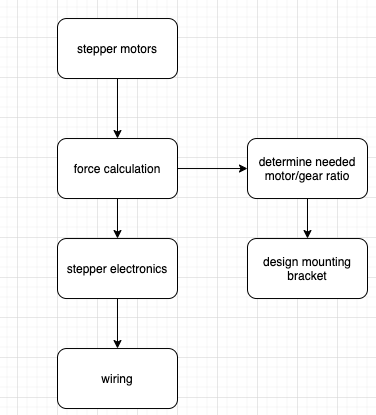 stepper motors
force calculation
determine needed
motor/gear ratio
stepper electronics
design mounting
bracket
wiring